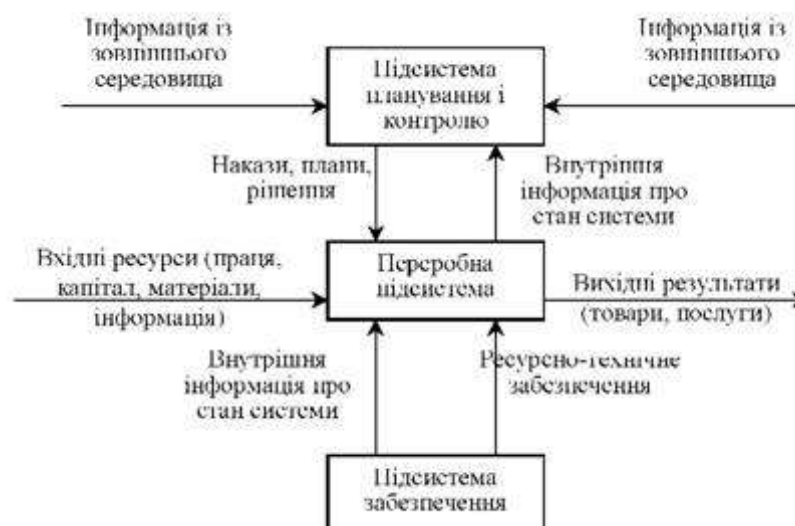 Інформація із
зовнішнього
середовища
Інформація із
зовнішнього
середовища
Підсистема
планування і
контролю
Накази, плани,
рішення
Внутрішня
інформація про
стан системи
Вхідні ресурси (праця,
капітал, матеріали,
інформація)
Переробна
підсистема
Вихідні результати
(товари, послуги)
Внутрішня
інформація про
стан системи
Ресурсно-технічне
забезпечення
Підсистема
забезпечення